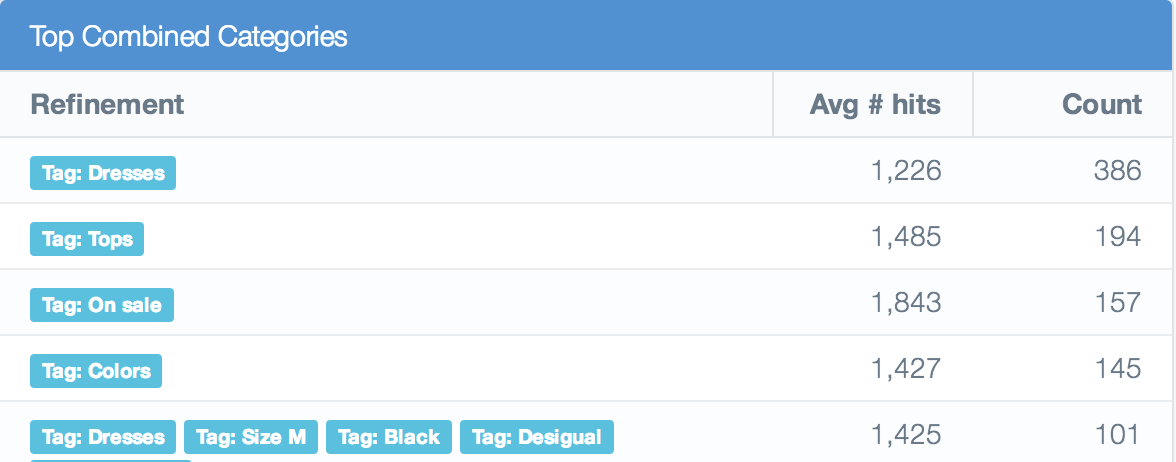 Top Combined Categories
Refinement Avg # hits Count
Tag: Dresses 1,226 386
Tag: Tops 1,485 194
Tag: On sale 1,843 157
Tag: Colors 1,427 145
Tag: Dresses Tag: Size M Tag: Black Tag: Desigual 1,425 101